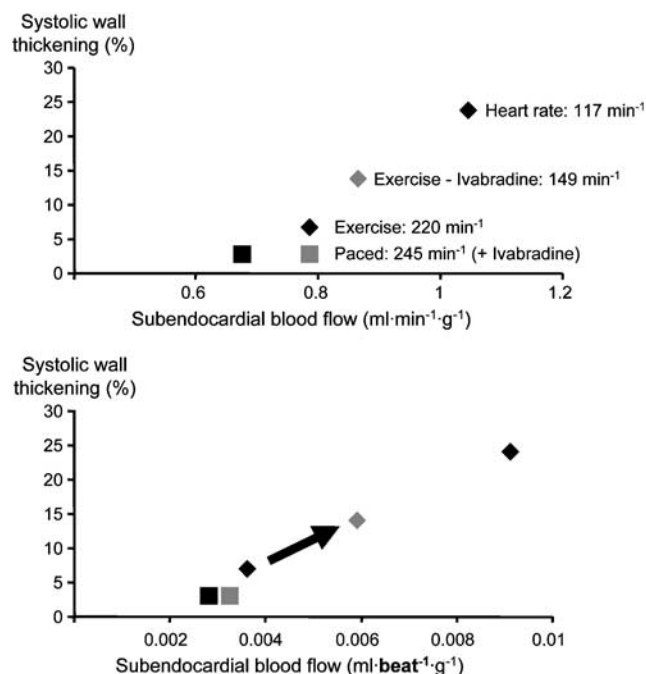 Systolic wall
thickening (%)
30
25
20
15
10
5
0
Heart rate: 117 min⁻¹
Exercise - Ivabradine: 149 min⁻¹
Exercise: 220 min⁻¹
Paced: 245 min⁻¹ (+ Ivabradine)
0.6 0.8 1 1.2
Subendocardial blood flow (ml·min⁻¹·g⁻¹)
Systolic wall
thickening (%)
30
25
20
15
10
5
0
0.002 0.004 0.006 0.008 0.01
Subendocardial blood flow (ml·beat⁻¹·g⁻¹)